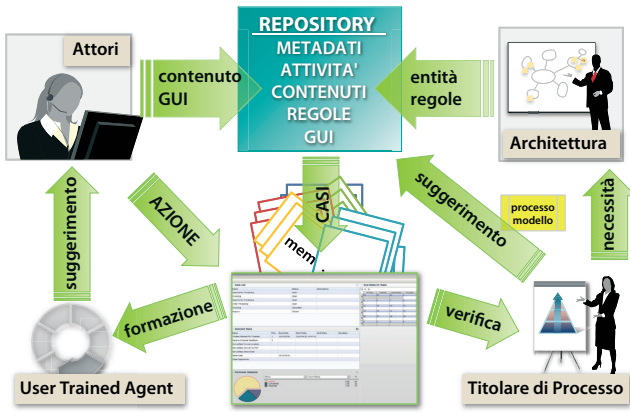 REPOSITORY
METADATI
ATTIVITA'
CONTENUTI
REGOLE
GUI
Attori
contenuto
GUI
entità
regole
Architettura
suggerimento
AZIONE
CASI
suggerimento
processo
modello
necessità
mem
formazione
verifica
User Trained Agent
Titolare di Processo